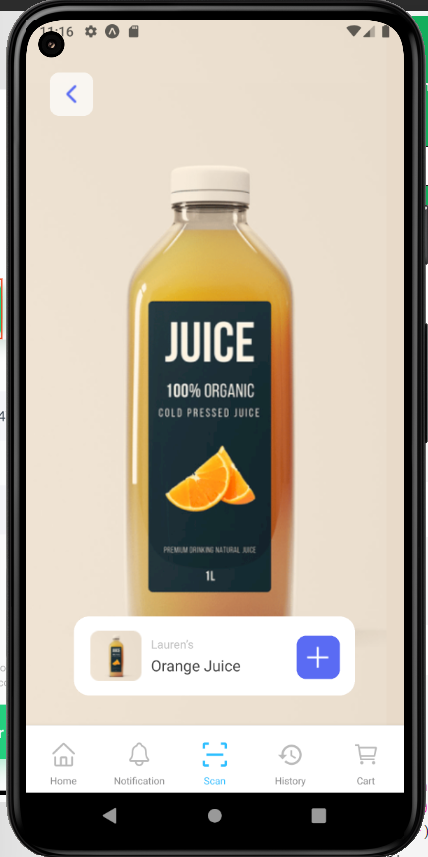 11:16
JUICE
100% ORGANIC
COLD PRESSED JUICE
PREMIUM DRINKING NATURAL JUICE
1L
Lauren's
Orange Juice
Home
Notification
Scan
History
Cart